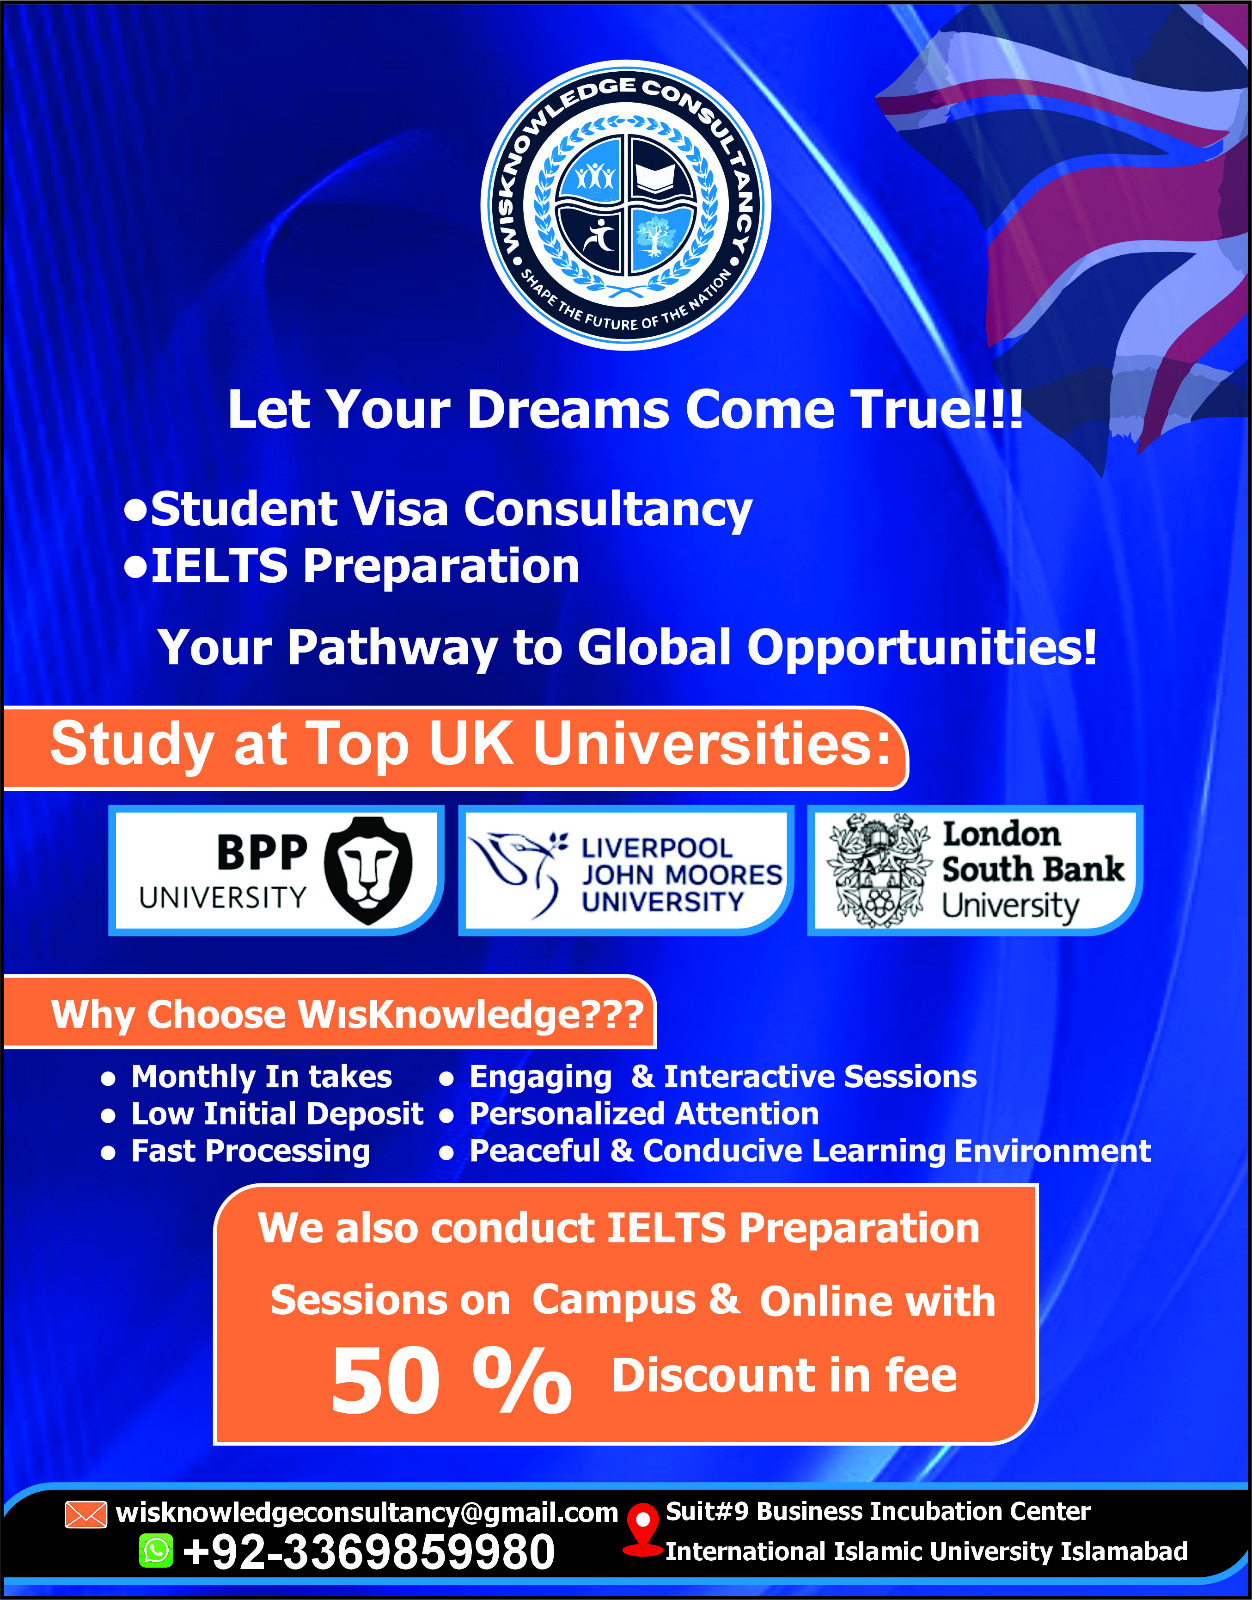 WISKNOWLEDGE CONSULTANCY
SHAPE THE FUTURE OF THE NATION
Let Your Dreams Come True!!!
●Student Visa Consultancy
●IELTS Preparation
Your Pathway to Global Opportunities!
Study at Top UK Universities:
BPP
UNIVERSITY
LIVERPOOL
JOHN MOORES
UNIVERSITY
London
South Bank
University
Why Choose WısKnowledge???
● Monthly In takes
● Low Initial Deposit
● Fast Processing
● Engaging & Interactive Sessions
● Personalized Attention
● Peaceful & Conducive Learning Environment
We also conduct IELTS Preparation
Sessions on Campus & Online with
50 % Discount in fee
wisknowledgeconsultancy@gmail.com
+92-3369859980
Suit#9 Business Incubation Center
International Islamic University Islamabad